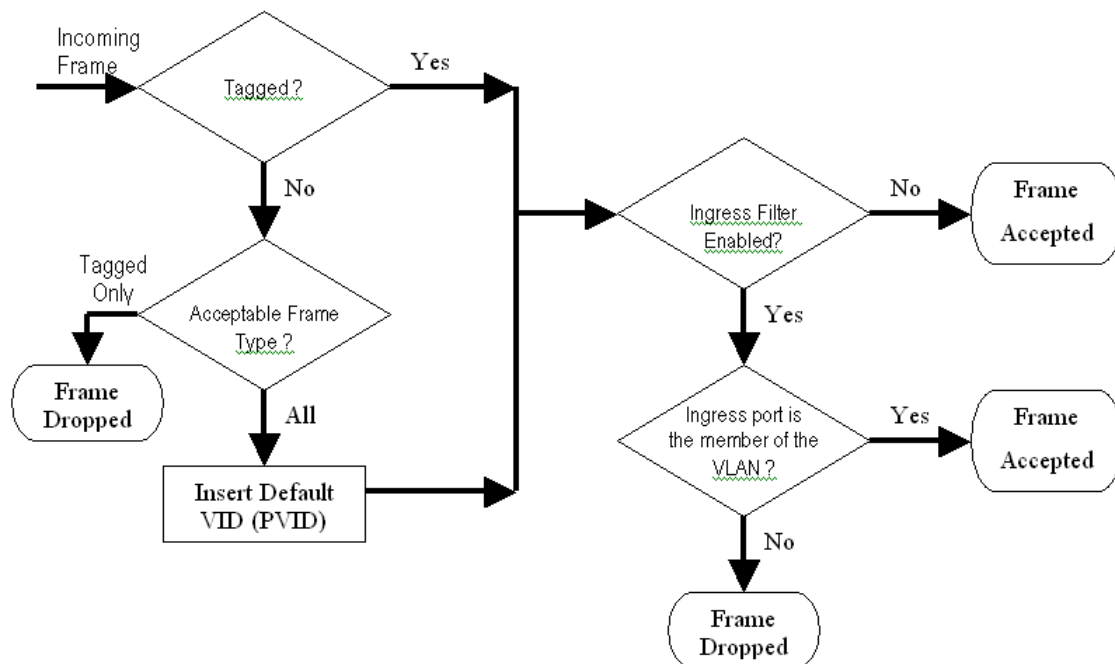 Incoming
Frame
Tagged ?
Yes
No
Tagged
Only
Acceptable Frame
Type ?
Frame
Dropped
All
Insert Default
VID (PVID)
Ingress Filter
Enabled?
No
Frame
Accepted
Yes
Ingress port is
the member of the
VLAN ?
Yes
Frame
Accepted
No
Frame
Dropped